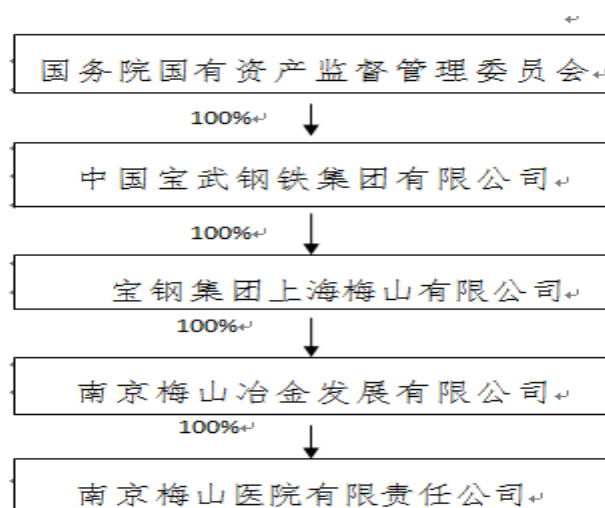 国务院国有资产监督管理委员会
100%
中国宝武钢铁集团有限公司
100%
宝钢集团上海梅山有限公司
100%
南京梅山冶金发展有限公司
100%
南京梅山医院有限责任公司